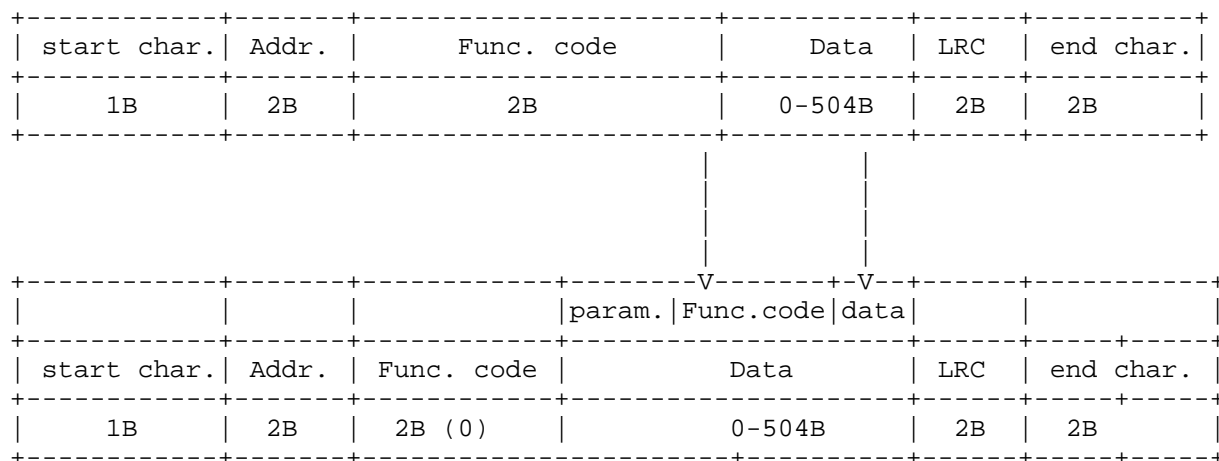 start char. Addr. Func. code Data LRC end char.
1B 2B 2B 0-504B 2B 2B
param. Func.code data
start char. Addr. Func. code Data LRC end char.
1B 2B 2B (0) 0-504B 2B 2B